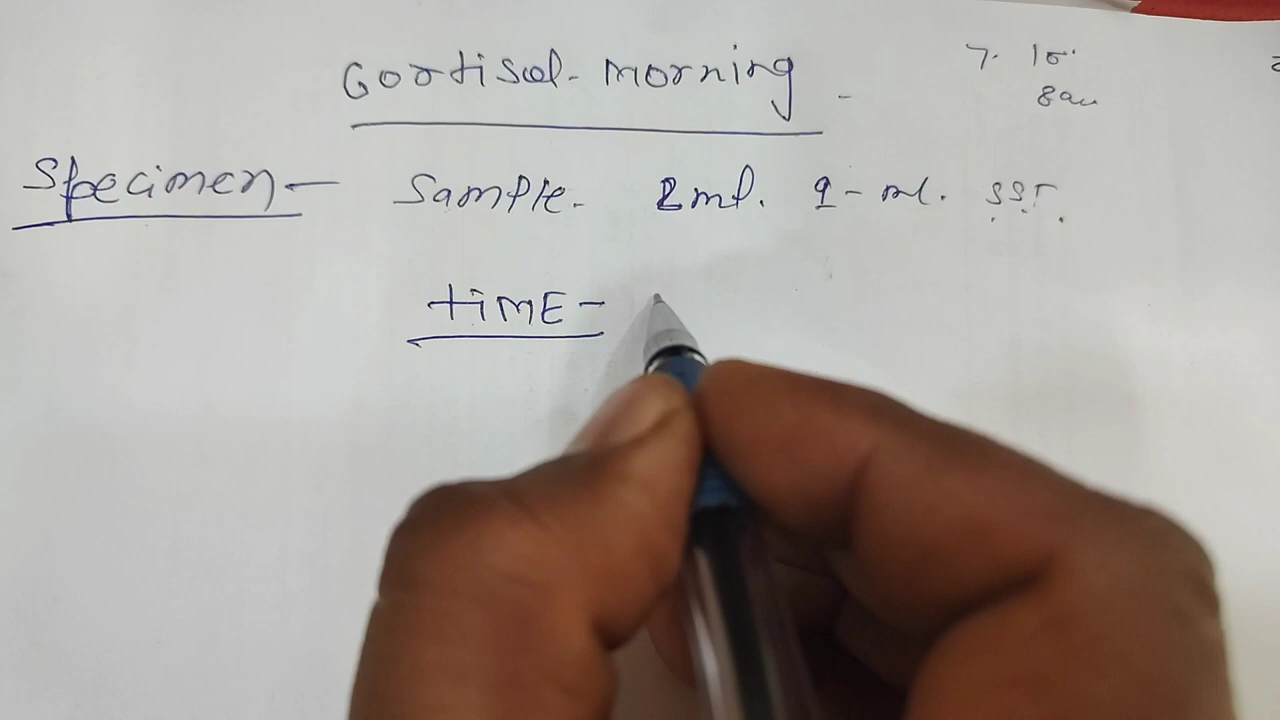 Cortisol - morning - 7. 10
8am
Specimen - Sample - 2ml. 1 - ml. SST.
TIME -